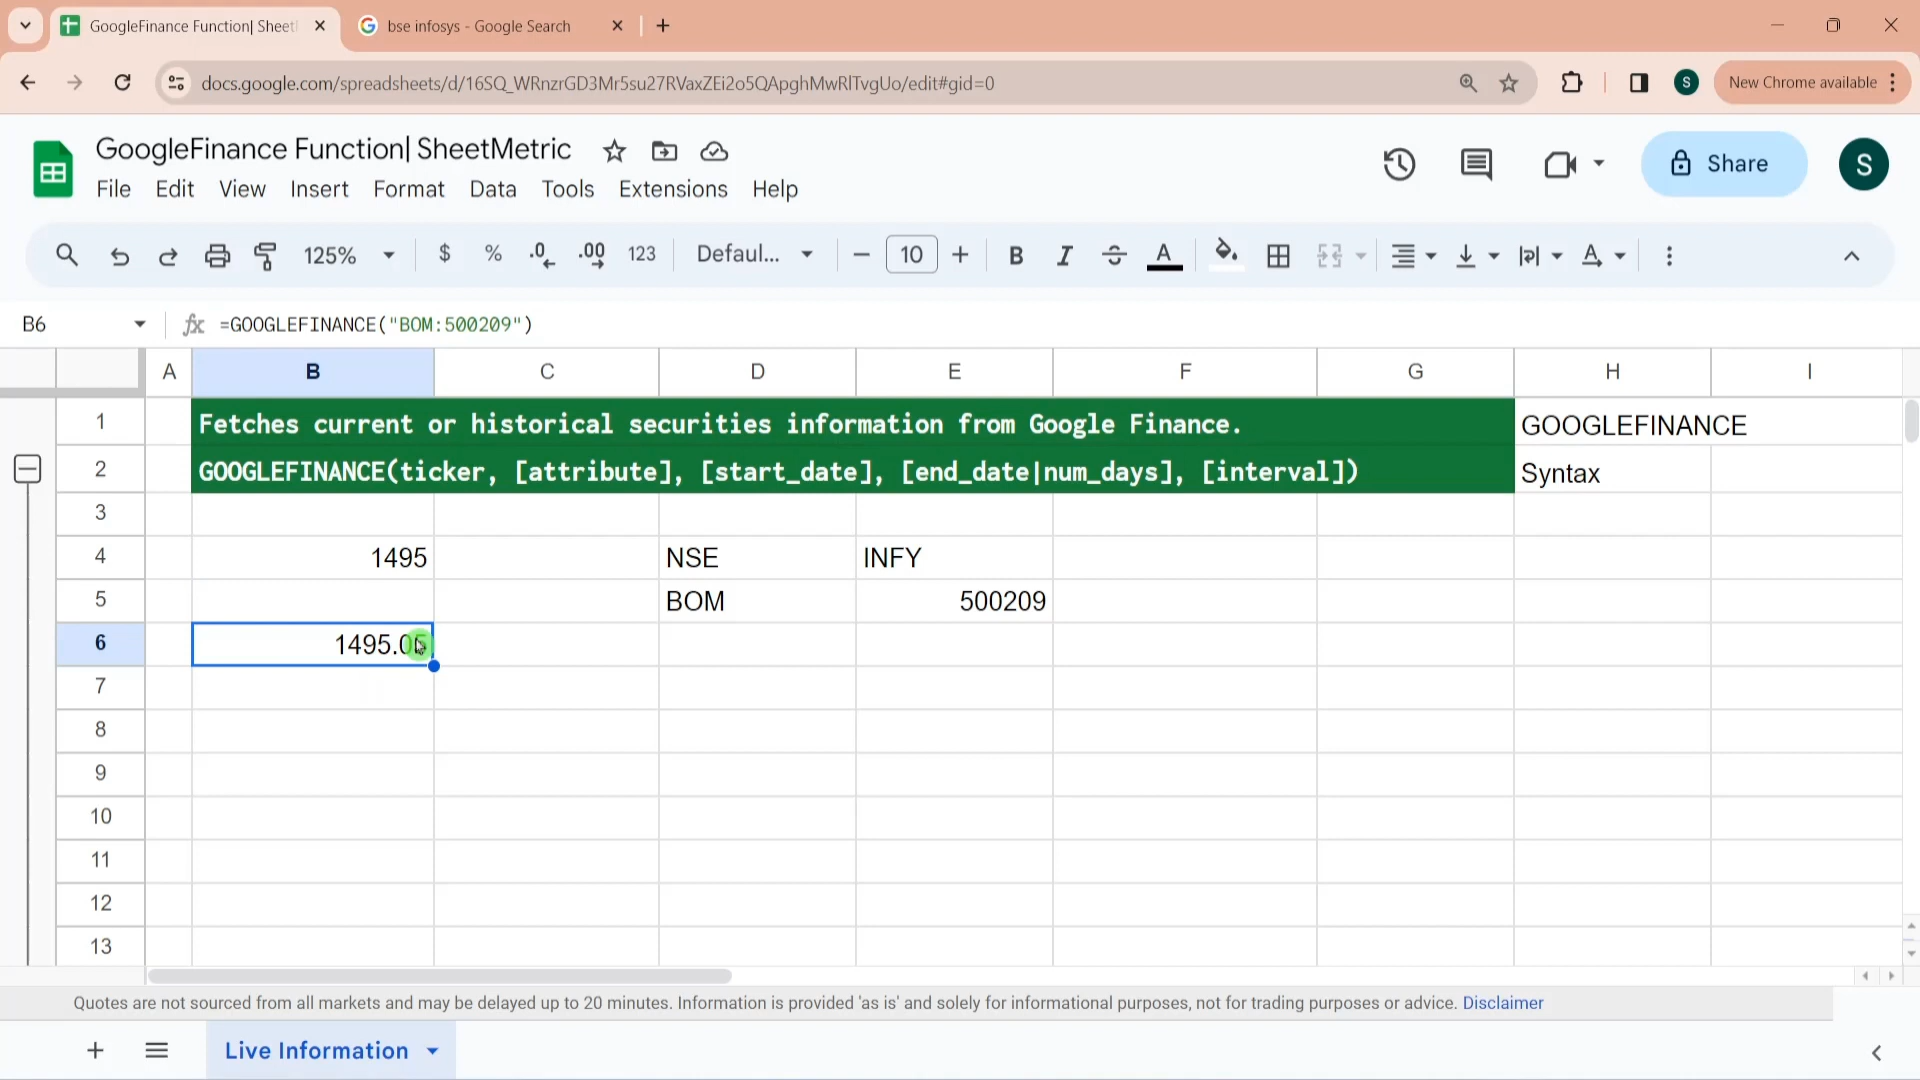 GoogleFinance Function| Sheet
bse infosys - Google Search
docs.google.com/spreadsheets/d/16SQ_WRnzrGD3Mr5su27RVaxZEi2o5QApghMwRlTvgUo/edit#gid=0
S
New Chrome available
GoogleFinance Function| SheetMetric
File Edit View Insert Format Data Tools Extensions Help
Share
S
125% $ % .0 .00 123 Defaul... 10 B I A
B6 fx =GOOGLEFINANCE("BOM:500209")
A B C D E F G H I
1 Fetches current or historical securities information from Google Finance. GOOGLEFINANCE
2 GOOGLEFINANCE(ticker, [attribute], [start_date], [end_date|num_days], [interval]) Syntax
3
4 1495 NSE INFY
5 BOM 500209
6 1495.05
7
8
9
10
11
12
13
Quotes are not sourced from all markets and may be delayed up to 20 minutes. Information is provided 'as is' and solely for informational purposes, not for trading purposes or advice. Disclaimer
Live Information